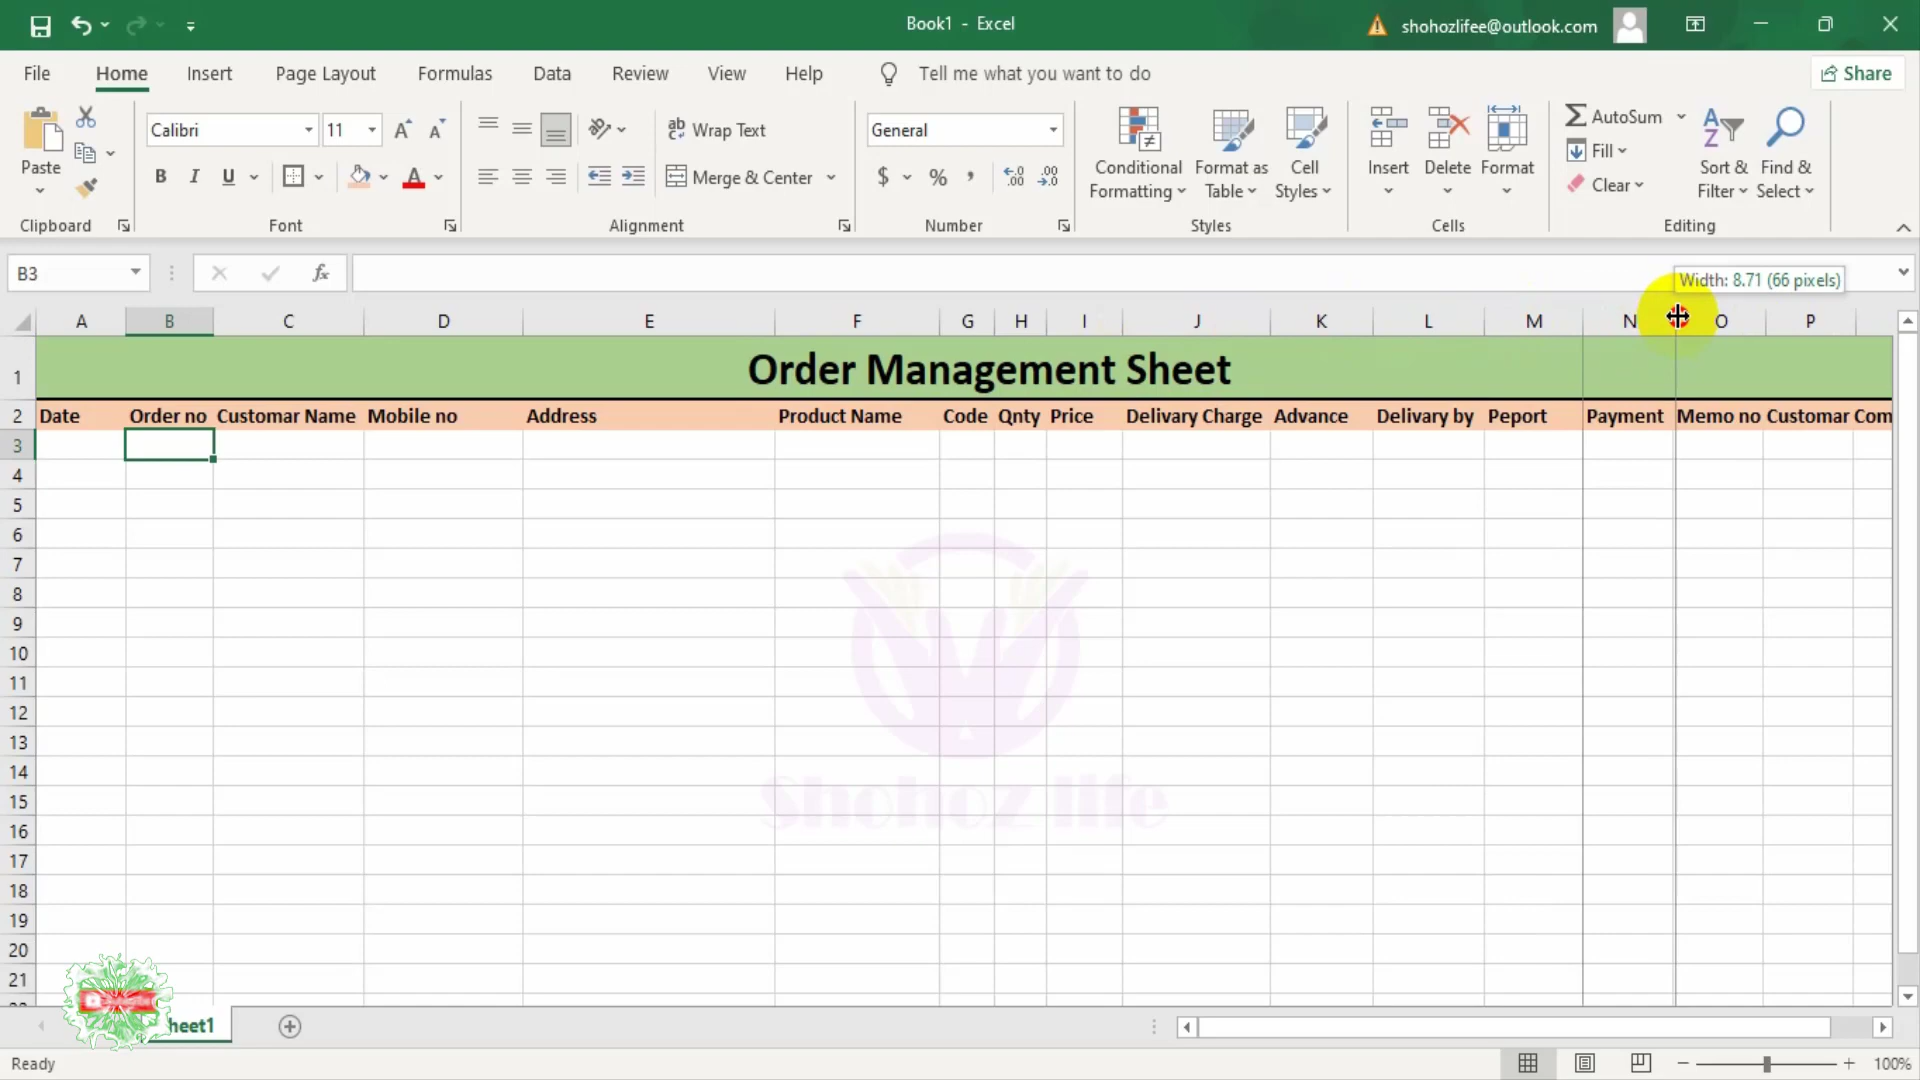 Book1 - Excel
shohozlifee@outlook.com
File Home Insert Page Layout Formulas Data Review View Help Tell me what you want to do Share
Calibri 11 Wrap Text General AutoSum
Paste Merge & Center $ % , Conditional Formatting Format as Table Cell Styles Insert Delete Format Fill Clear Sort & Filter Find & Select
Clipboard Font Alignment Number Styles Cells Editing
B3 fx Width: 8.71 (66 pixels)
A B C D E F G H I J K L M N O P
1 Order Management Sheet
2 Date Order no Customar Name Mobile no Address Product Name Code Qnty Price Delivary Charge Advance Delivary by Peport Payment Memo no Customar Com
3
4
5
6
7
8
9
10
11
12
13
14
15
16
17
18
19
20
21
Shohoz life
heet1
Ready 100%